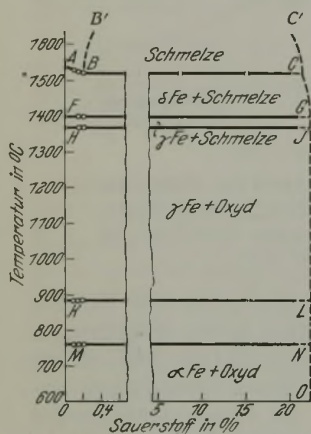 B' C'
1800
1700
Schmelze
1600
A B C
1500
δFe+Schmelze
F G
1400
H J
γFe+Schmelze
1300
1200
γFe+Oxyd
1100
1000
900
K L
800
M N
700
αFe+Oxyd
O
600
0 0,4 5 10 15 20
Sauerstoff in %
Temperatur in °C